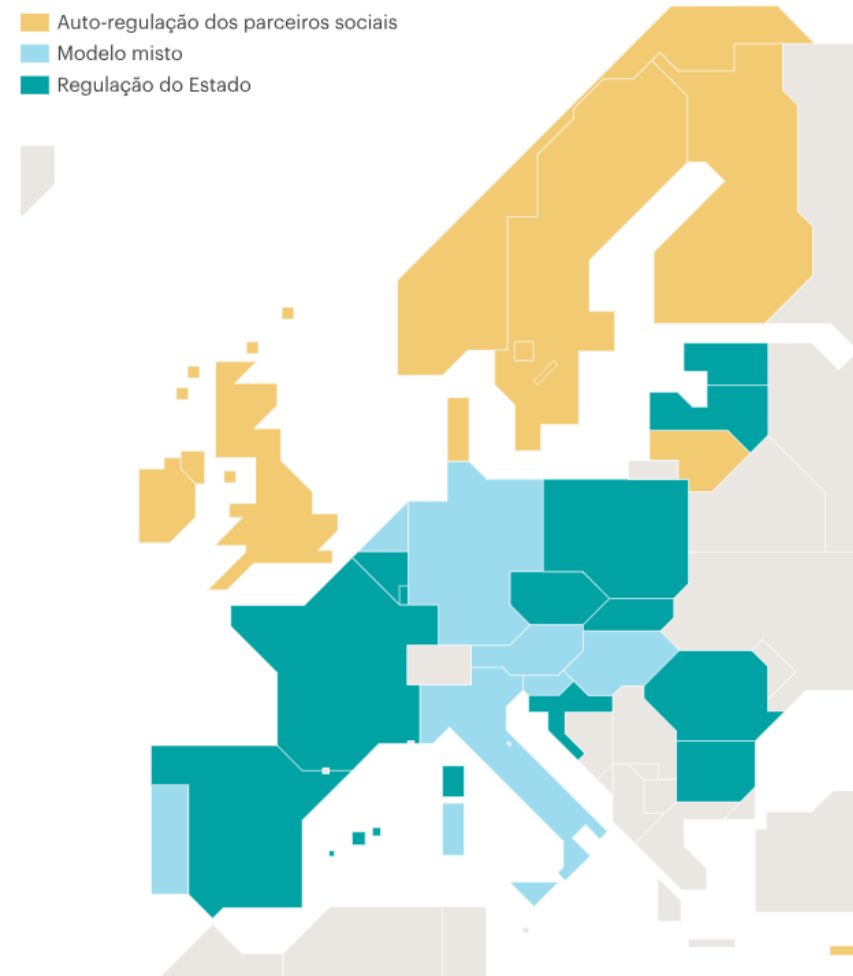 Auto-regulação dos parceiros sociais
Modelo misto
Regulação do Estado